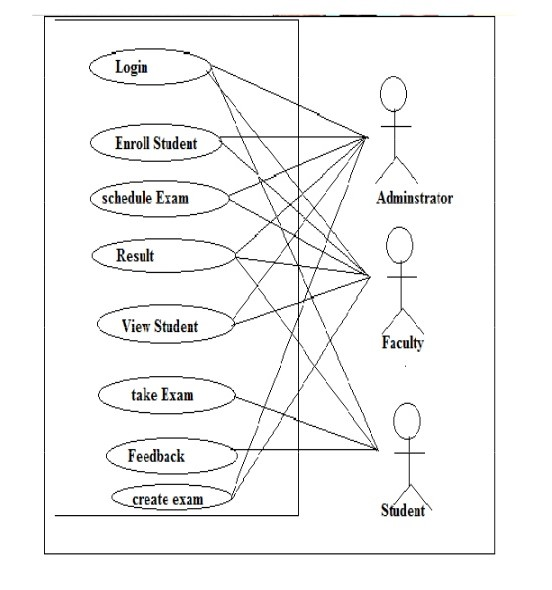 Login
Enroll Student
schedule Exam
Result
View Student
take Exam
Feedback
create exam
Adminstrator
Faculty
Student